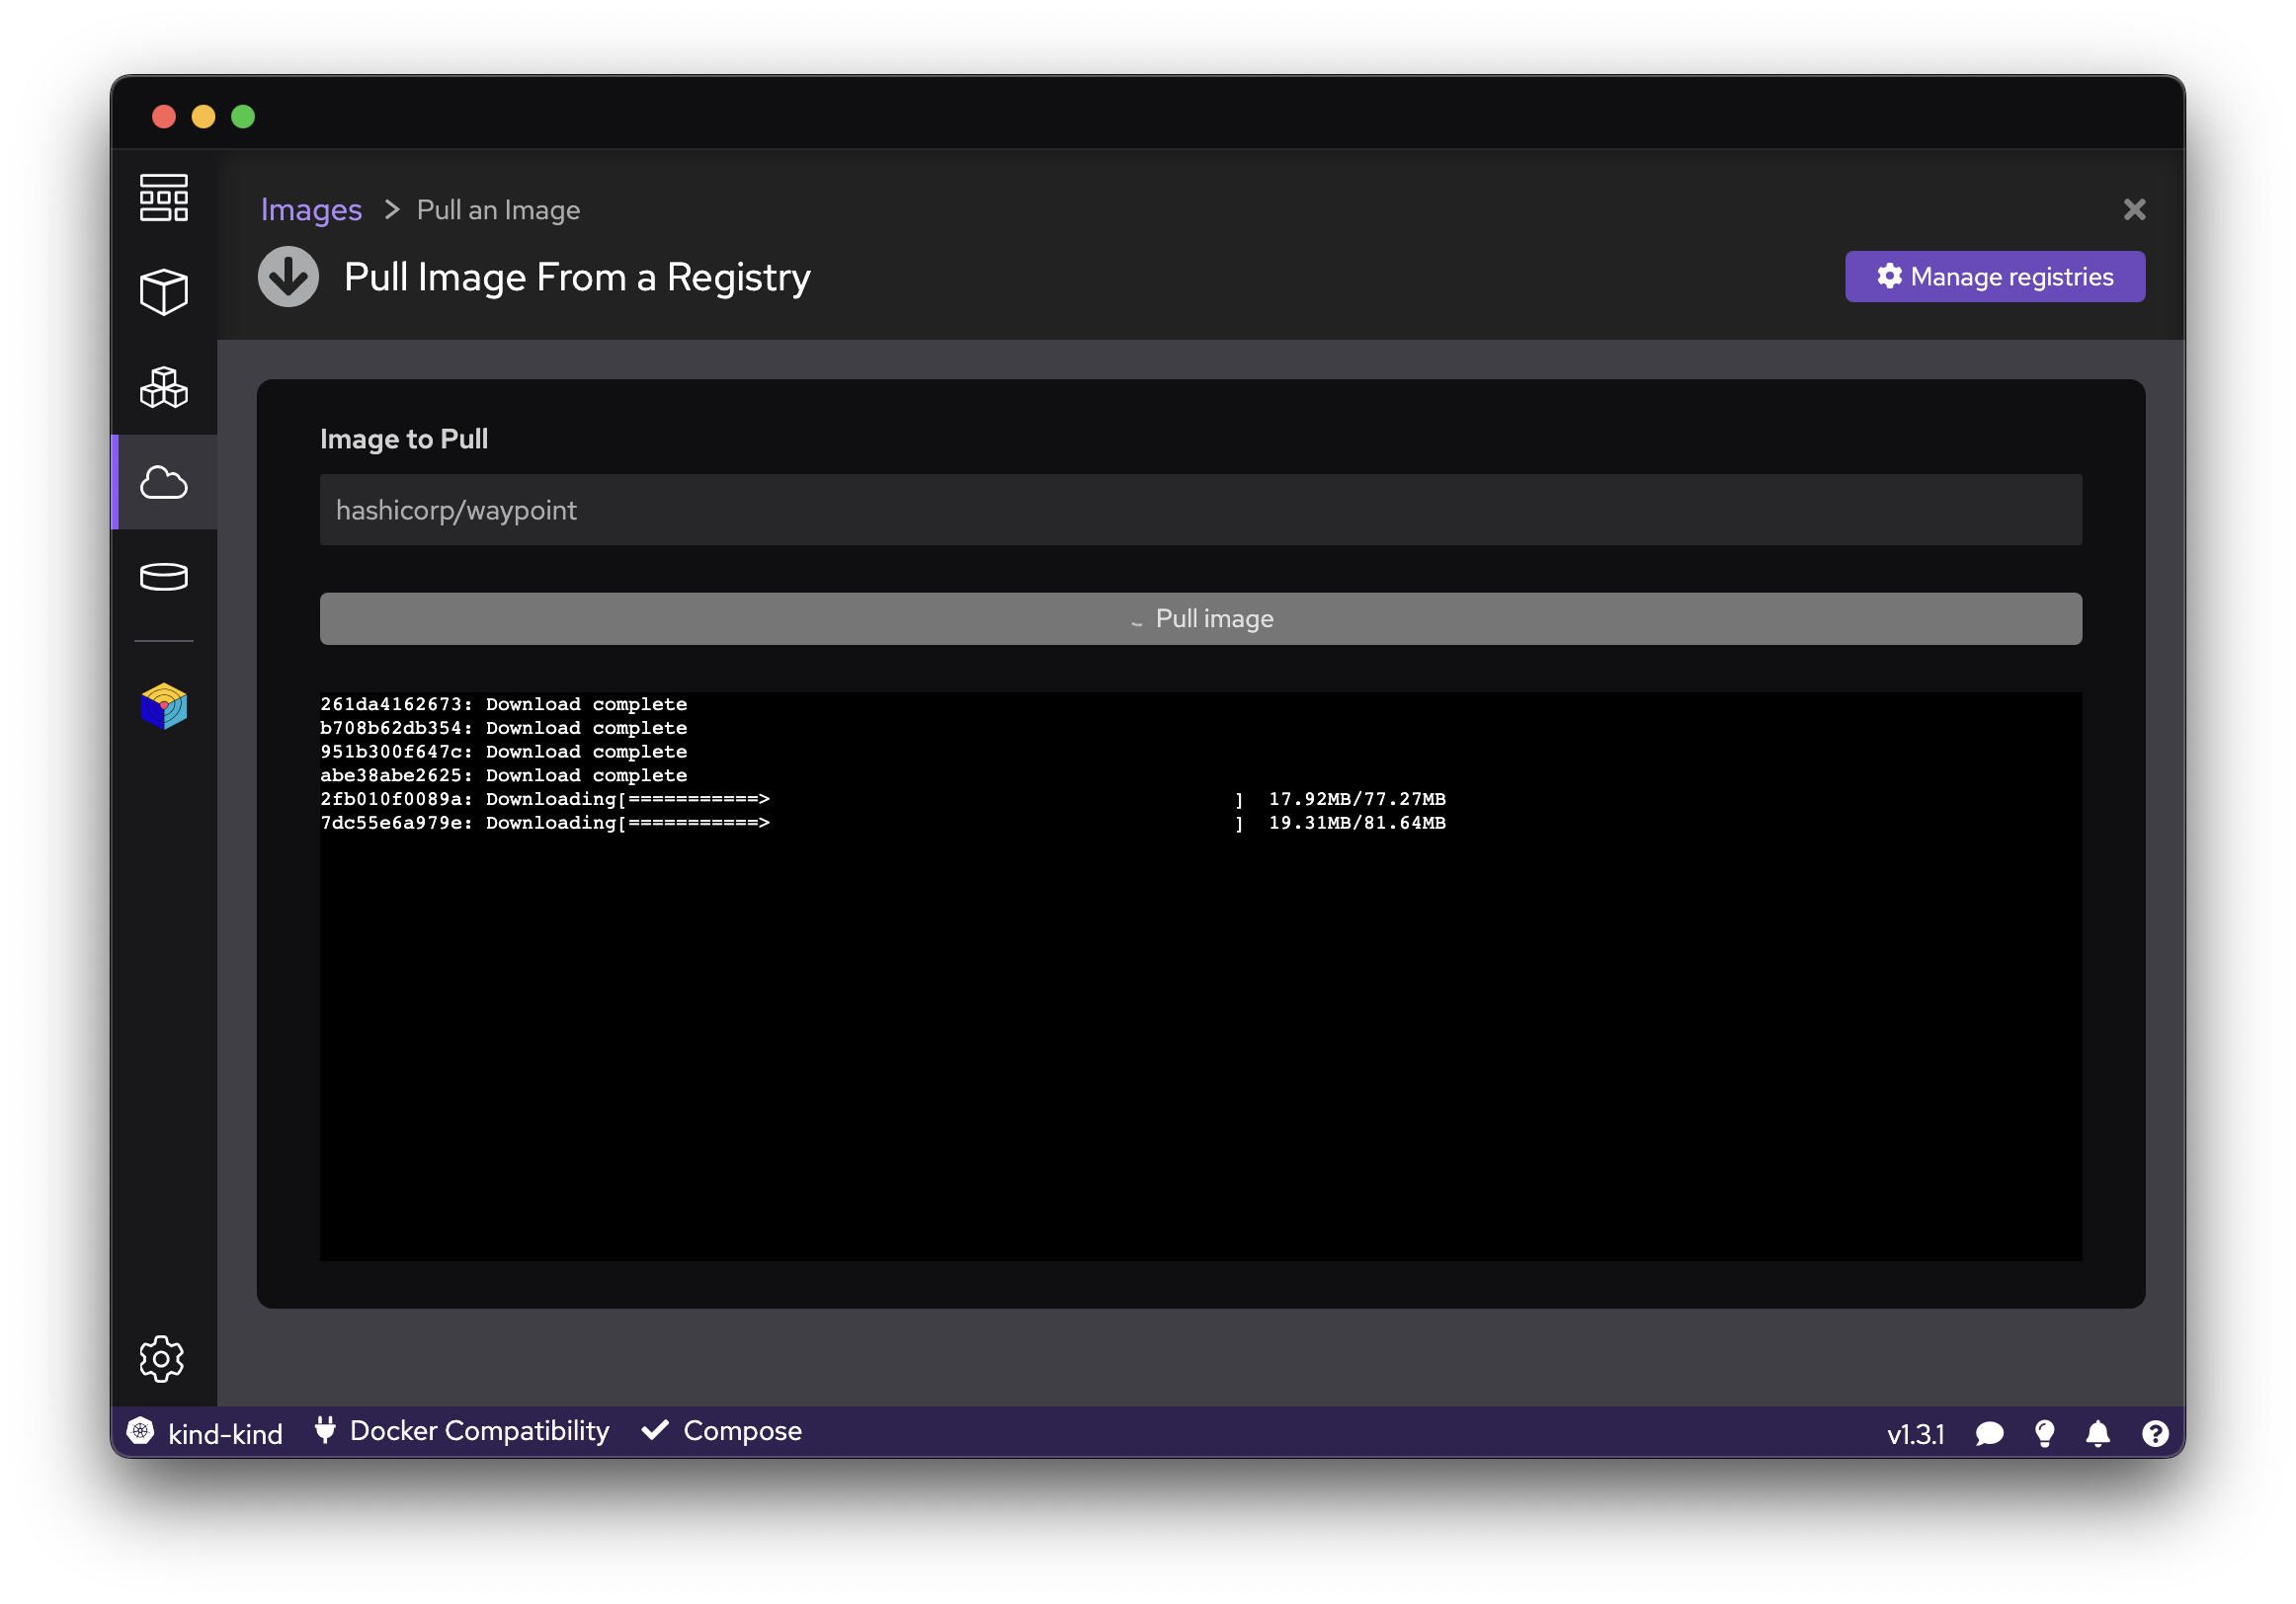 Images > Pull an Image
Pull Image From a Registry
Manage registries
Image to Pull
hashicorp/waypoint
Pull image
261da4162673: Download complete
b708b62db354: Download complete
951b300f647c: Download complete
abe38abe2625: Download complete
2fb010f0089a: Downloading[===========>                                       ]  17.92MB/77.27MB
7dc55e6a979e: Downloading[===========>                                       ]  19.31MB/81.64MB
kind-kind Docker Compatibility Compose v1.3.1